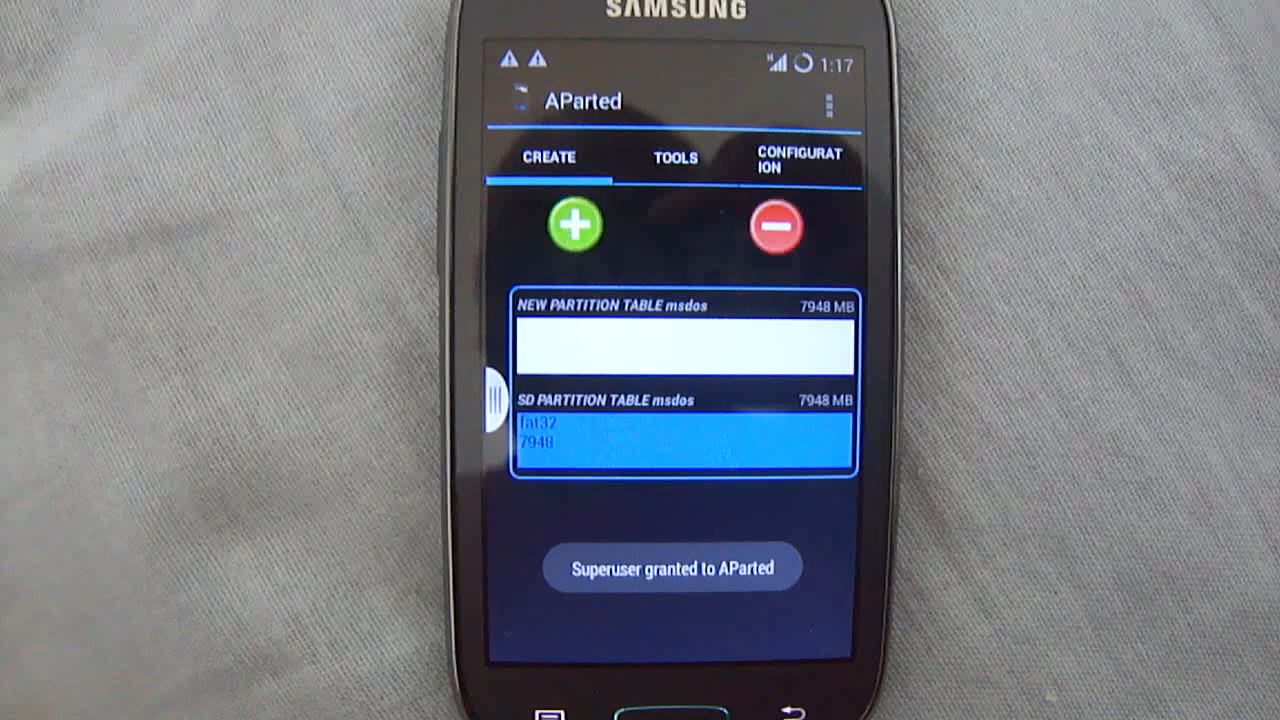 SAMSUNG
H 1:17
AParted
CREATE TOOLS CONFIGURAT
ION
NEW PARTITION TABLE msdos 7948 MB
SD PARTITION TABLE msdos 7948 MB
fat32
7948
Superuser granted to AParted